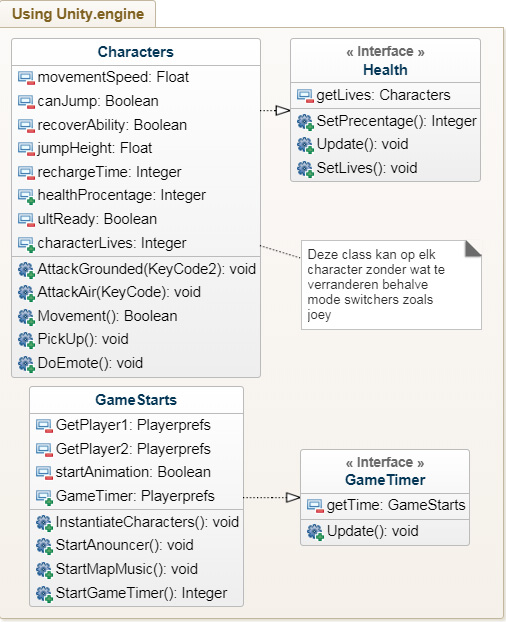 Using Unity.engine
Characters
movementSpeed: Float
canJump: Boolean
recoverAbility: Boolean
jumpHeight: Float
rechargeTime: Integer
healthProcentage: Integer
ultReady: Boolean
characterLives: Integer
AttackGrounded(KeyCode2): void
AttackAir(KeyCode): void
Movement(): Boolean
PickUp(): void
DoEmote(): void
« Interface »
Health
getLives: Characters
SetPrecentage(): Integer
Update(): void
SetLives(): void
Deze class kan op elk
character zonder wat te
verranderen behalve
mode switchers zoals
joey
GameStarts
GetPlayer1: Playerprefs
GetPlayer2: Playerprefs
startAnimation: Boolean
GameTimer: Playerprefs
InstantiateCharacters(): void
StartAnouncer(): void
StartMapMusic(): void
StartGameTimer(): Integer
« Interface »
GameTimer
getTime: GameStarts
Update(): void